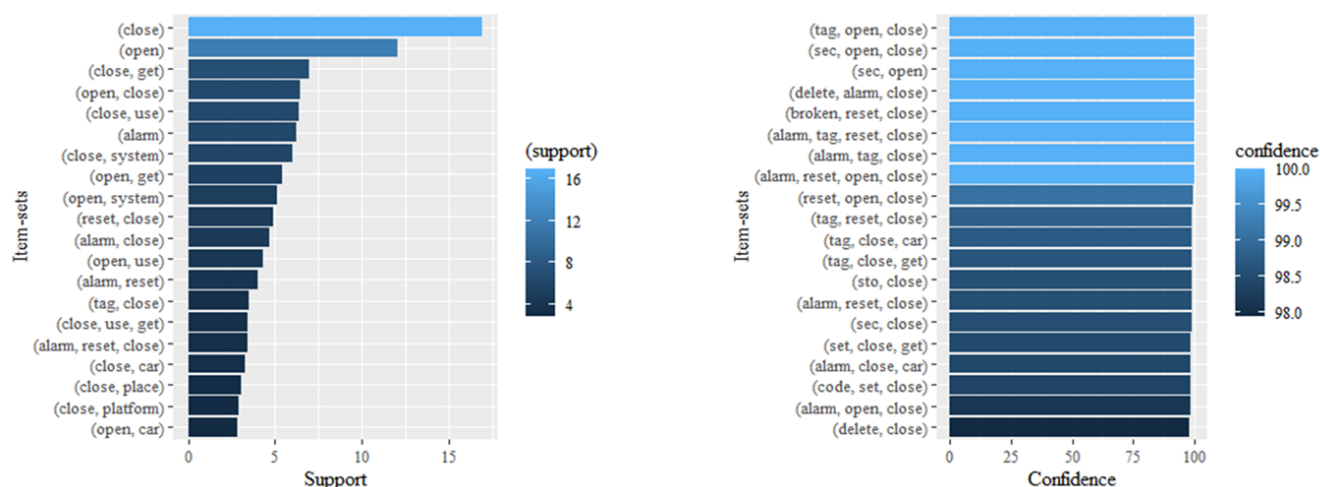 (close)
(open)
(close, get)
(open, close)
(close, use)
(alarm)
(close, system)
(open, get)
(open, system)
(reset, close)
(alarm, close)
(open, use)
(alarm, reset)
(tag, close)
(close, use, get)
(alarm, reset, close)
(close, car)
(close, place)
(close, platform)
(open, car)
Item-sets
0 5 10 15
Support
(support)
16
12
8
4
(tag, open, close)
(sec, open, close)
(sec, open)
(delete, alarm, close)
(broken, reset, close)
(alarm, tag, reset, close)
(alarm, tag, close)
(alarm, reset, open, close)
(reset, open, close)
(tag, reset, close)
(tag, close, car)
(tag, close, get)
(sto, close)
(alarm, reset, close)
(sec, close)
(set, close, get)
(alarm, close, car)
(code, set, close)
(alarm, open, close)
(delete, close)
Item-sets
0 25 50 75 100
Confidence
confidence
100.0
99.5
99.0
98.5
98.0